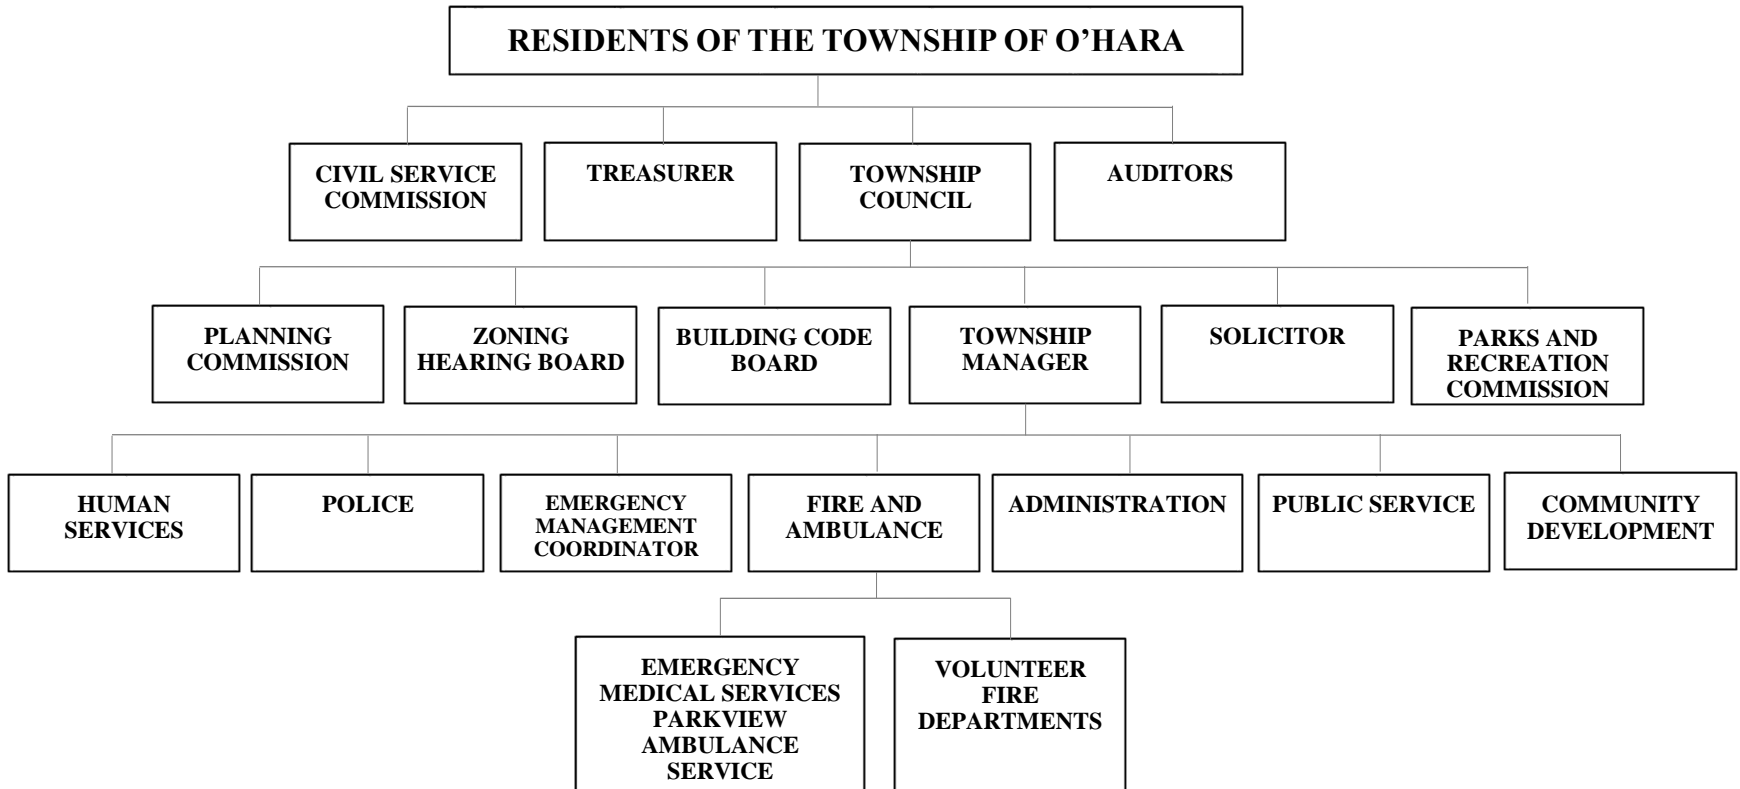 RESIDENTS OF THE TOWNSHIP OF O’HARA
CIVIL SERVICE
COMMISSION
TREASURER
TOWNSHIP
COUNCIL
AUDITORS
PLANNING
COMMISSION
ZONING
HEARING BOARD
BUILDING CODE
BOARD
TOWNSHIP
MANAGER
SOLICITOR
PARKS AND
RECREATION
COMMISSION
HUMAN
SERVICES
POLICE
EMERGENCY
MANAGEMENT
COORDINATOR
FIRE AND
AMBULANCE
ADMINISTRATION
PUBLIC SERVICE
COMMUNITY
DEVELOPMENT
EMERGENCY
MEDICAL SERVICES
PARKVIEW
AMBULANCE
SERVICE
VOLUNTEER
FIRE
DEPARTMENTS